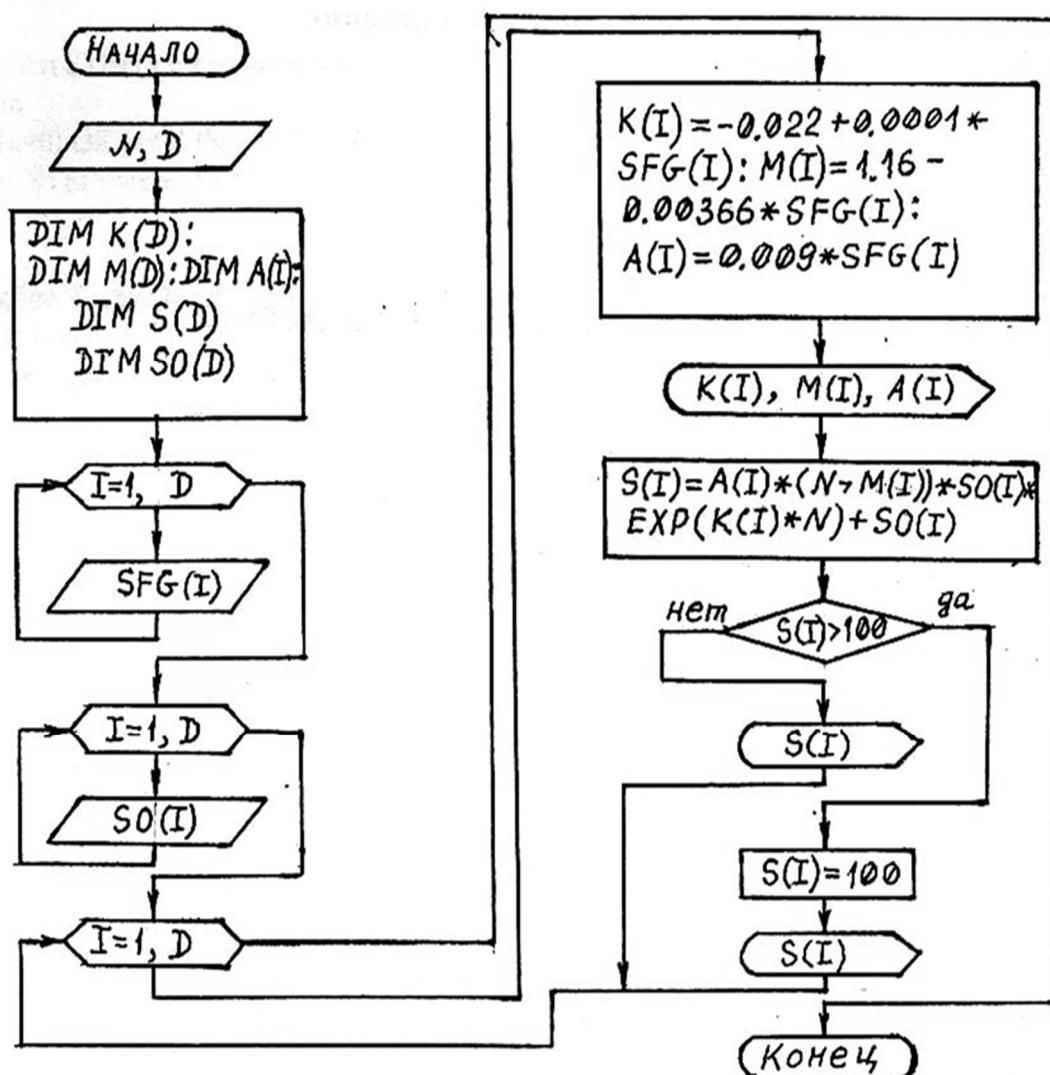 Начало
N, D
DIM K(D):
DIM M(D):DIM A(I):
DIM S(D)
DIM SO(D)
I=1, D
SFG(I)
I=1, D
SO(I)
I=1, D
K(I)=-0.022+0.0001*
SFG(I): M(I)=1.16-
0.00366*SFG(I):
A(I)=0.009*SFG(I)
K(I), M(I), A(I)
S(I)=A(I)*(N-M(I))*SO(I)*
EXP(K(I)*N)+SO(I)
нет
да
S(I)>100
S(I)
S(I)=100
S(I)
Конец